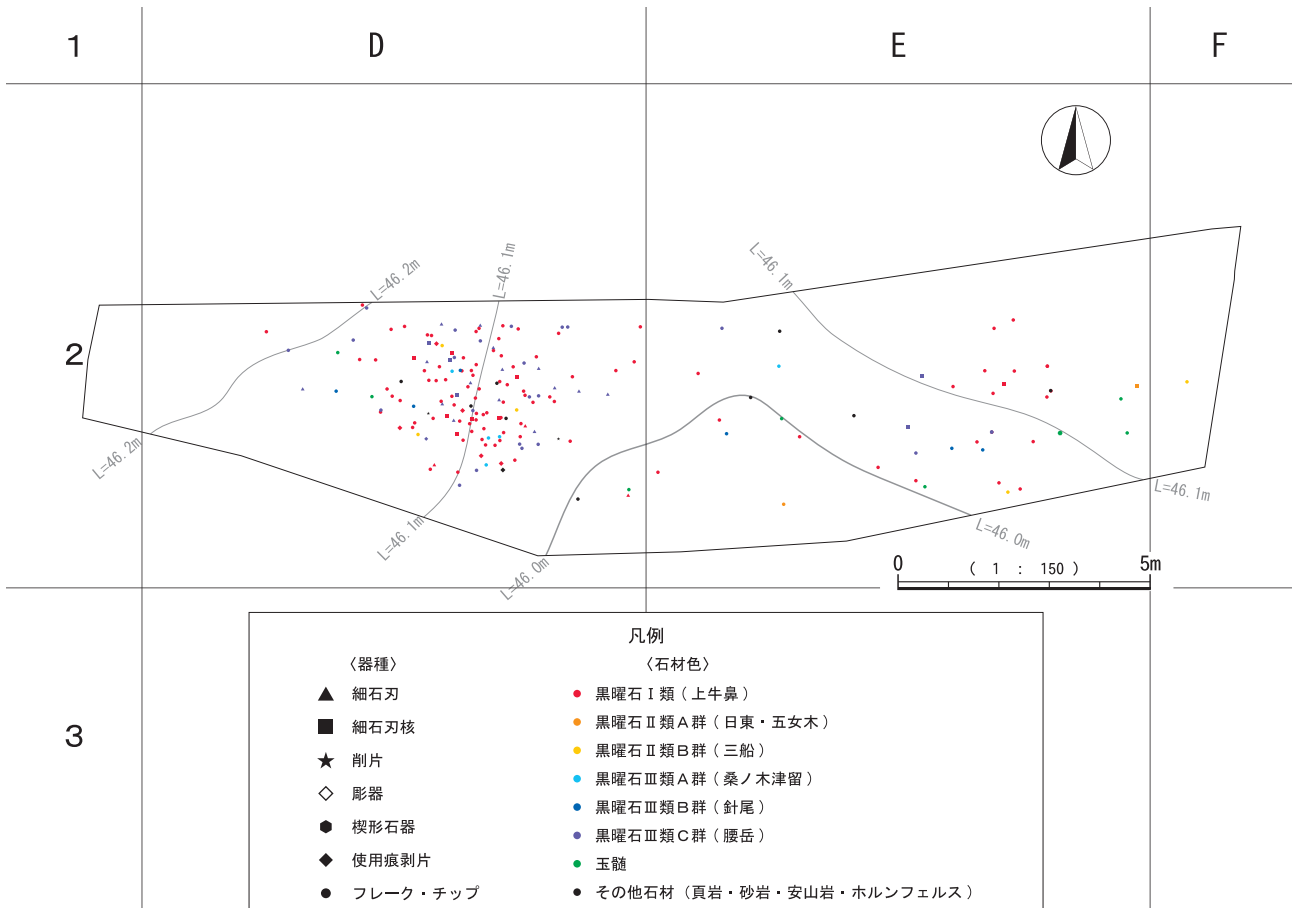 1 D E F
L=46.1m
L=46.2m
L=46.1m
2
L=46.2m
L=46.1m
L=46.0m
L=46.0m
L=46.1m
0 ( 1 : 150 ) 5m
3
凡例
〈器種〉 〈石材色〉
細石刃 黒曜石Ⅰ類(上牛鼻)
細石刃核 黒曜石Ⅱ類A群(日東・五女木)
削片 黒曜石Ⅱ類B群(三船)
彫器 黒曜石Ⅲ類A群(桑ノ木津留)
楔形石器 黒曜石Ⅲ類B群(針尾)
使用痕剥片 黒曜石Ⅲ類C群(腰岳)
フレーク・チップ 玉髄
その他石材(頁岩・砂岩・安山岩・ホルンフェルス)